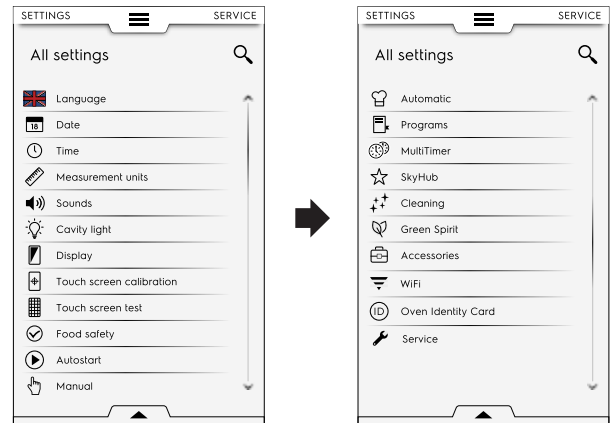 SETTINGS SERVICE
All settings
Language
18 Date
Time
Measurement units
Sounds
Cavity light
Display
Touch screen calibration
Touch screen test
Food safety
Autostart
Manual
SETTINGS SERVICE
All settings
Automatic
Programs
MultiTimer
SkyHub
Cleaning
Green Spirit
Accessories
WiFi
ID Oven Identity Card
Service